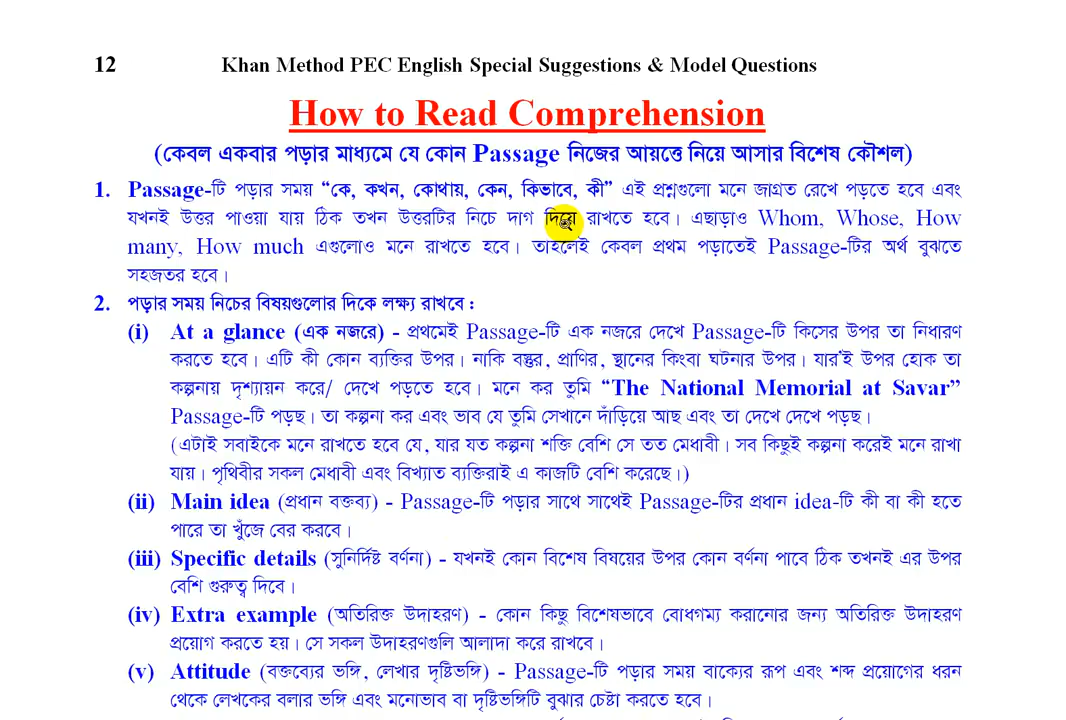 12 Khan Method PEC English Special Suggestions & Model Questions
How to Read Comprehension
(কেবল একবার পড়ার মাধ্যমে যে কোন Passage নিজের আয়ত্তে নিয়ে আসার বিশেষ কৌশল)
1. Passage-টি পড়ার সময় “কে, কখন, কোথায়, কেন, কিভাবে, কী” এই প্রশ্নগুলো মনে জাগ্রত রেখে পড়তে হবে এবং
যখনই উত্তর পাওয়া যায় ঠিক তখন উত্তরটির নিচে দাগ দিয়ে রাখতে হবে। এছাড়াও Whom, Whose, How
many, How much এগুলোও মনে রাখতে হবে। তাহলেই কেবল প্রথম পড়াতেই Passage-টির অর্থ বুঝতে
সহজতর হবে।
2. পড়ার সময় নিচের বিষয়গুলোর দিকে লক্ষ্য রাখবে :
(i) At a glance (এক নজরে) - প্রথমেই Passage-টি এক নজরে দেখে Passage-টি কিসের উপর তা নিধারণ
করতে হবে। এটি কী কোন ব্যক্তির উপর। নাকি বস্তুর, প্রাণির, স্থানের কিংবা ঘটনার উপর। যার'ই উপর হোক তা
কল্পনায় দৃশ্যায়ন করে/ দেখে পড়তে হবে। মনে কর তুমি “The National Memorial at Savar”
Passage-টি পড়ছ। তা কল্পনা কর এবং ভাব যে তুমি সেখানে দাঁড়িয়ে আছ এবং তা দেখে দেখে পড়ছ।
(এটাই সবাইকে মনে রাখতে হবে যে, যার যত কল্পনা শক্তি বেশি সে তত মেধাবী। সব কিছুই কল্পনা করেই মনে রাখা
যায়। পৃথিবীর সকল মেধাবী এবং বিখ্যাত ব্যক্তিরাই এ কাজটি বেশি করেছে।)
(ii) Main idea (প্রধান বক্তব্য) - Passage-টি পড়ার সাথে সাথেই Passage-টির প্রধান idea-টি কী বা কী হতে
পারে তা খুঁজে বের করবে।
(iii) Specific details (সুনির্দিষ্ট বর্ণনা) - যখনই কোন বিশেষ বিষয়ের উপর কোন বর্ণনা পাবে ঠিক তখনই এর উপর
বেশি গুরুত্ব দিবে।
(iv) Extra example (অতিরিক্ত উদাহরণ) - কোন কিছু বিশেষভাবে বোধগম্য করানোর জন্য অতিরিক্ত উদাহরণ
প্রয়োগ করতে হয়। সে সকল উদাহরণগুলি আলাদা করে রাখবে।
(v) Attitude (বক্তব্যের ভঙ্গি, লেখার দৃষ্টিভঙ্গি) - Passage-টি পড়ার সময় বাক্যের রূপ এবং শব্দ প্রয়োগের ধরন
থেকে লেখকের বলার ভঙ্গি এবং মনোভাব বা দৃষ্টিভঙ্গিটি বুঝার চেষ্টা করতে হবে।